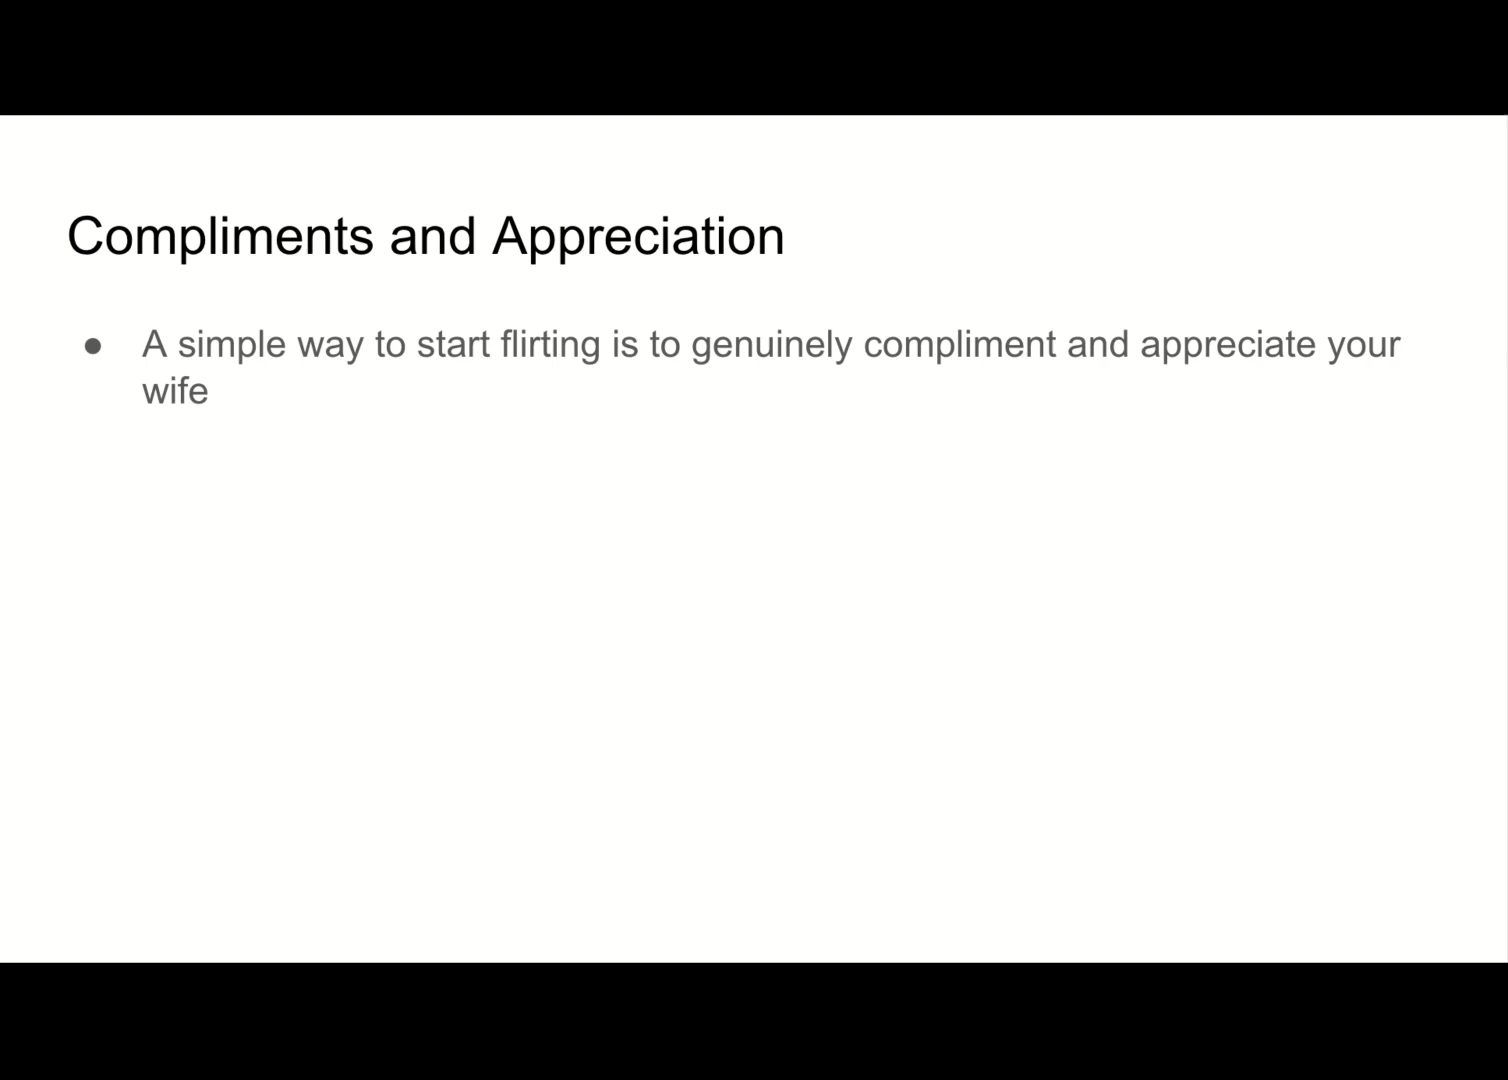 Compliments and Appreciation
● A simple way to start flirting is to genuinely compliment and appreciate your
wife